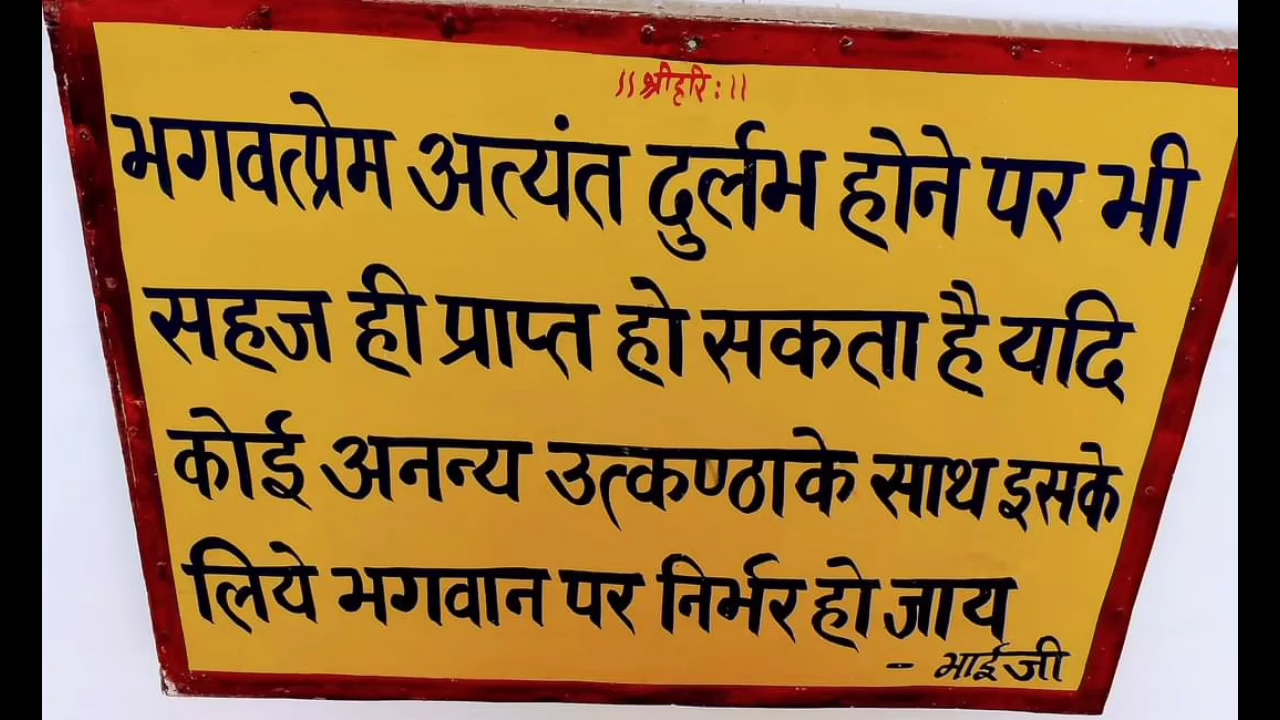 ॥ श्रीहरि: ॥
भगवत्प्रेम अत्यंत दुर्लभ होने पर भी
सहज ही प्राप्त हो सकता है यदि
कोई अनन्य उत्कण्ठाके साथ इसके
लिये भगवान पर निर्भर हो जाय
- भाईजी